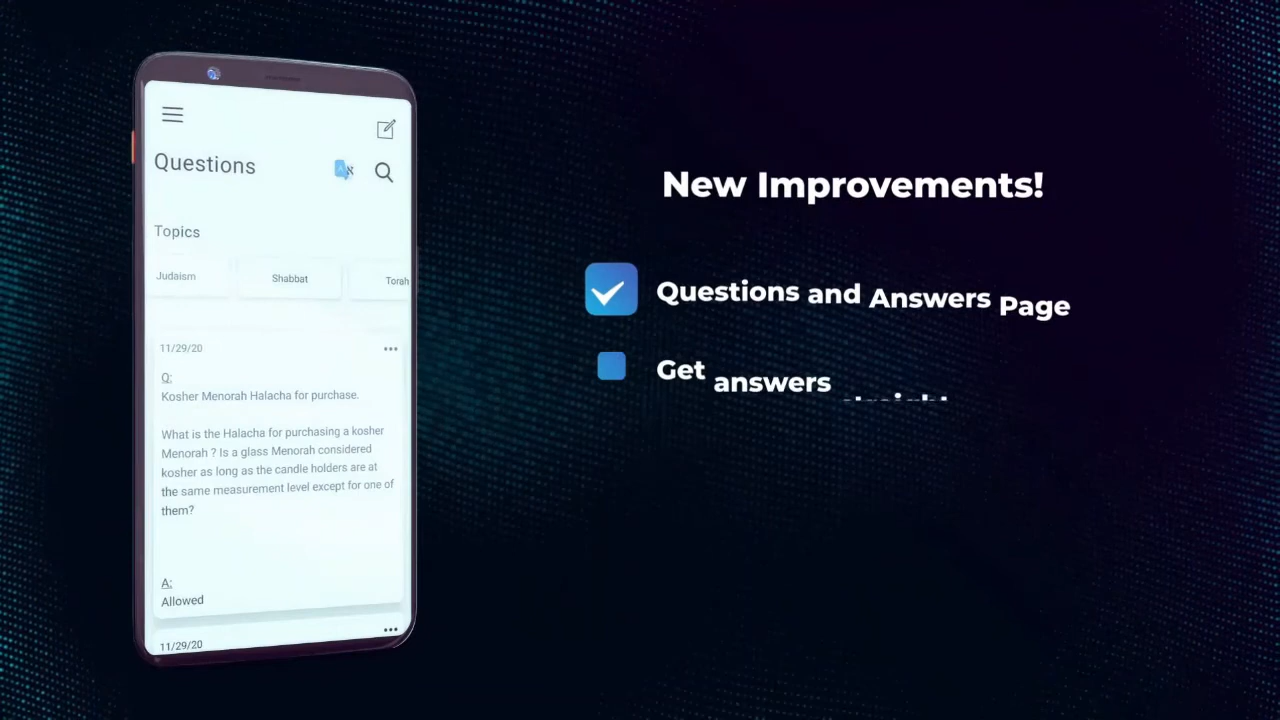 Questions
Topics
Judaism
Shabbat
Torah
11/29/20
Q:
Kosher Menorah Halacha for purchase.
What is the Halacha for purchasing a kosher
Menorah ? Is a glass Menorah considered
kosher as long as the candle holders are at
the same measurement level except for one of
them?
A:
Allowed
11/29/20
New Improvements!
Questions and Answers Page
Get answers